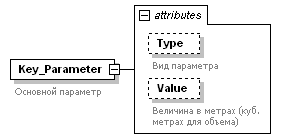 attributes
Type
Вид параметра
Key_Parameter
Основной параметр
Value
Величина в метрах (куб.
метрах для объема)